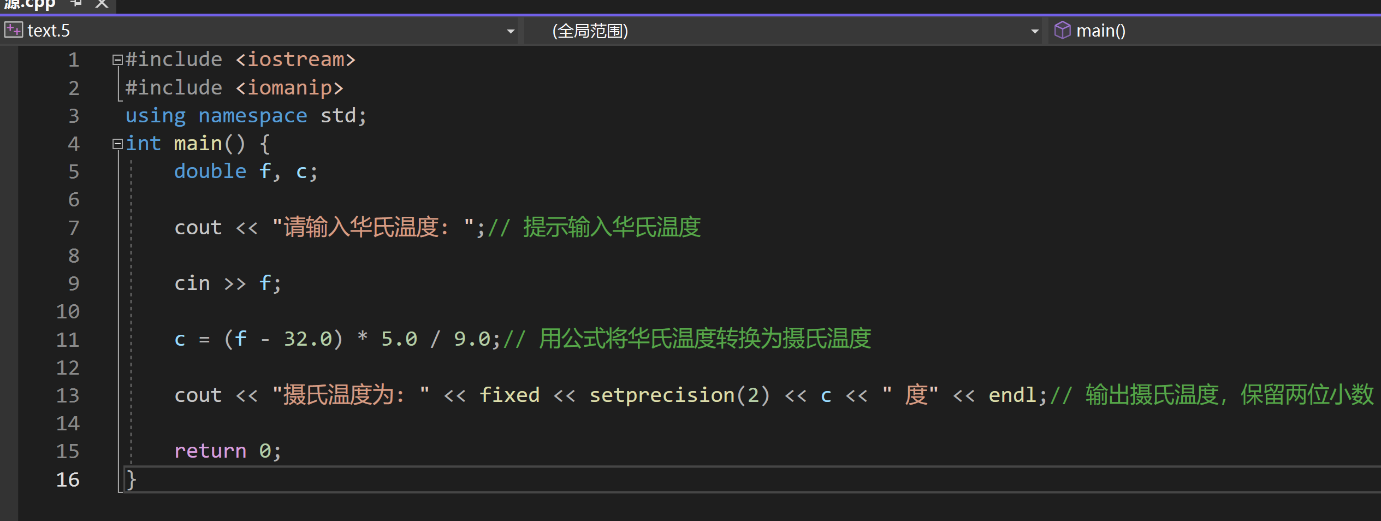 源.cpp
text.5 (全局范围) main()
1 #include <iostream>
2 #include <iomanip>
3 using namespace std;
4 int main() {
5 double f, c;
6
7 cout << "请输入华氏温度: ";// 提示输入华氏温度
8
9 cin >> f;
10
11 c = (f - 32.0) * 5.0 / 9.0;// 用公式将华氏温度转换为摄氏温度
12
13 cout << "摄氏温度为: " << fixed << setprecision(2) << c << " 度" << endl;// 输出摄氏温度，保留两位小数
14
15 return 0;
16 }